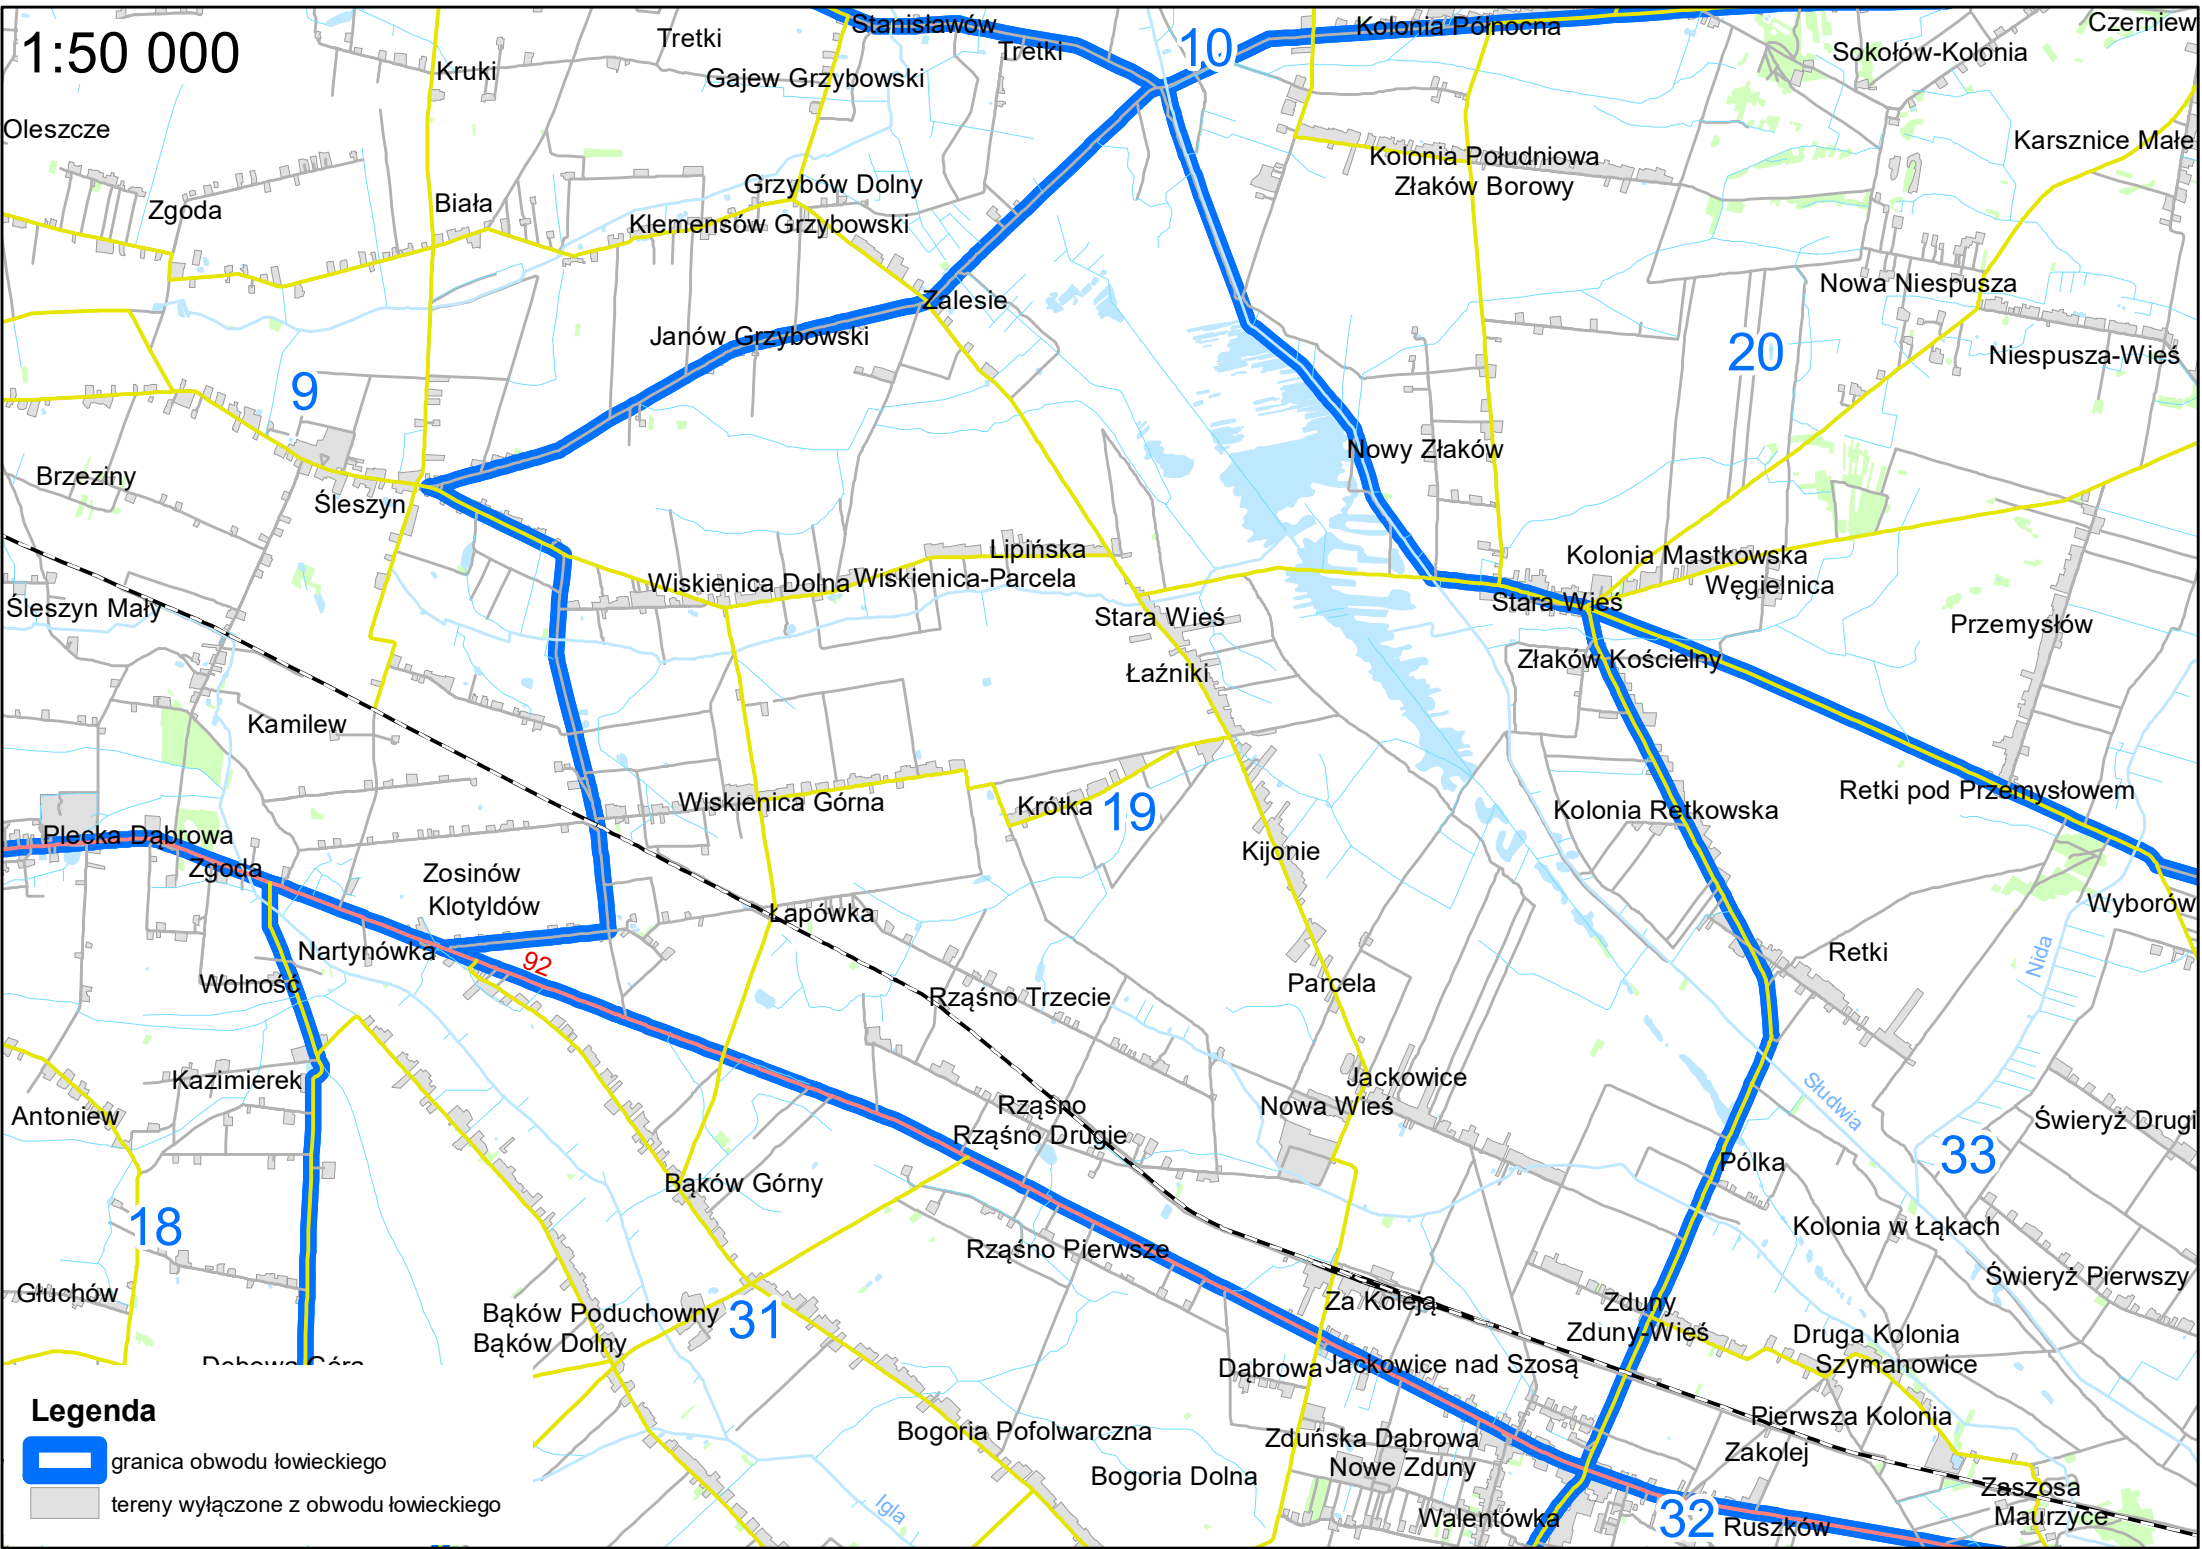 1:50 000
Stanisławów
Tretki
Tretki
10
Kolonia Północna
Sokołów-Kolonia
Czerniew
Kruki
Gajew Grzybowski
Oleszcze
Karsznice Małe
Kolonia Południowa
Złaków Borowy
Zgoda
Biała
Grzybów Dolny
Klemensów Grzybowski
Nowa Niespusza
Zalesie
Janów Grzybowski
20
Niespusza-Wieś
9
Brzeziny
Śleszyn
Nowy Złaków
Lipińska
Wiskienica Dolna
Wiskienica-Parcela
Kolonia Mastkowska
Węgielnica
Śleszyn Mały
Stara Wieś
Stara Wieś
Przemysłów
Łaźniki
Złaków Kościelny
Kamilew
Wiskienica Górna
Krótka
19
Kolonia Retkowska
Retki pod Przemysłowem
Plecka Dąbrowa
Zgoda
Zosinów
Klotyldów
Kijonie
Łapówka
Wyborów
Nartynówka
92
Retki
Nida
Wolność
Rząśno Trzecie
Parcela
Kazimierek
Antoniew
Jackowice
Nowa Wieś
Rząśno
Rząśno Drugie
Słudwia
Świeryż Drugi
33
Pólka
Bąków Górny
18
Kolonia w Łąkach
Rząśno Pierwsze
Świeryż Pierwszy
Głuchów
Za Koleją
Zduny
Zduny-Wieś
Bąków Poduchowny
Bąków Dolny
31
Druga Kolonia
Szymanowice
Dąbrowa
Jackowice nad Szosą
Dębowa Góra
Legenda
granica obwodu łowieckiego
tereny wyłączone z obwodu łowieckiego
Bogoria Pofolwarczna
Bogoria Dolna
Igla
Zduńska Dąbrowa
Nowe Zduny
Pierwsza Kolonia
Zakolej
Walentówka
32
Ruszków
Zaszosa
Maurzyce